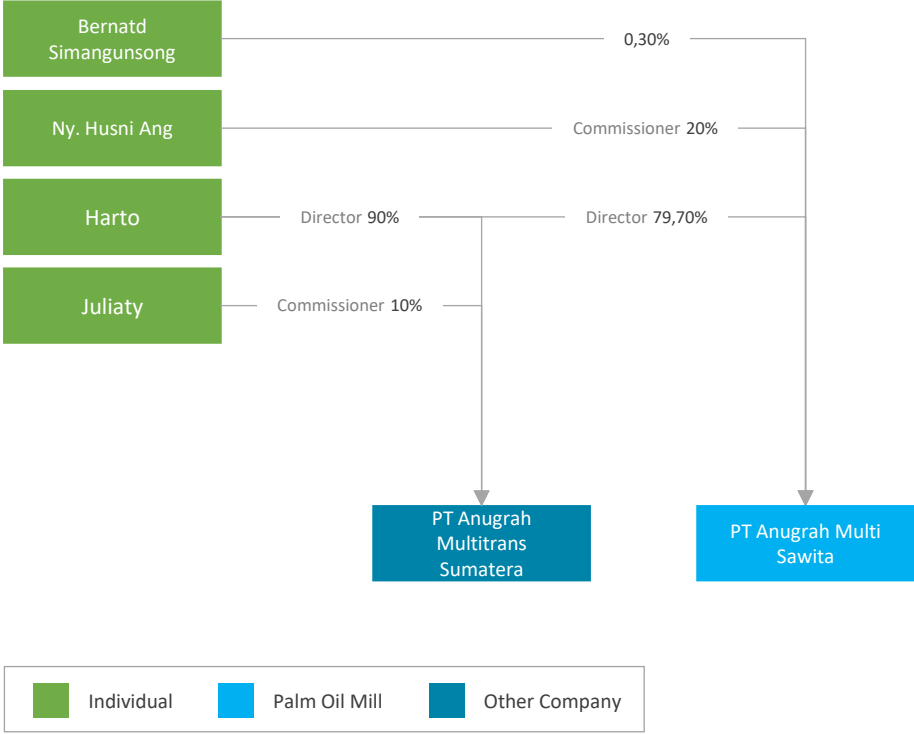 Bernatd
Simangunsong
0,30%
Ny. Husni Ang
Commissioner 20%
Harto
Director 90%
Director 79,70%
Juliaty
Commissioner 10%
PT Anugrah
Multitrans
Sumatera
PT Anugrah Multi
Sawita
Individual
Palm Oil Mill
Other Company